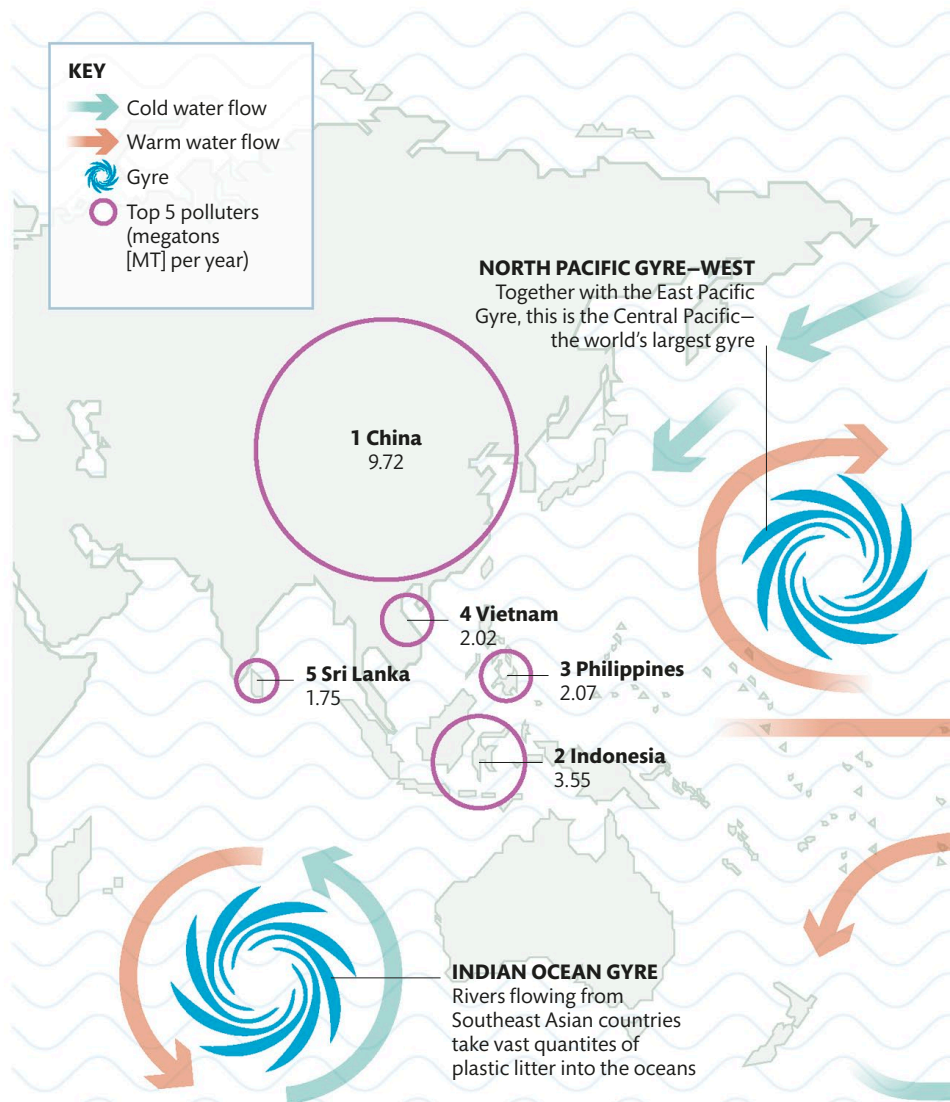 KEY
Cold water flow
Warm water flow
Gyre
Top 5 polluters
(megatons
[MT] per year)
NORTH PACIFIC GYRE–WEST
Together with the East Pacific
Gyre, this is the Central Pacific–
the world's largest gyre
1 China
9.72
4 Vietnam
2.02
5 Sri Lanka
1.75
3 Philippines
2.07
2 Indonesia
3.55
INDIAN OCEAN GYRE
Rivers flowing from
Southeast Asian countries
take vast quantites of
plastic litter into the oceans